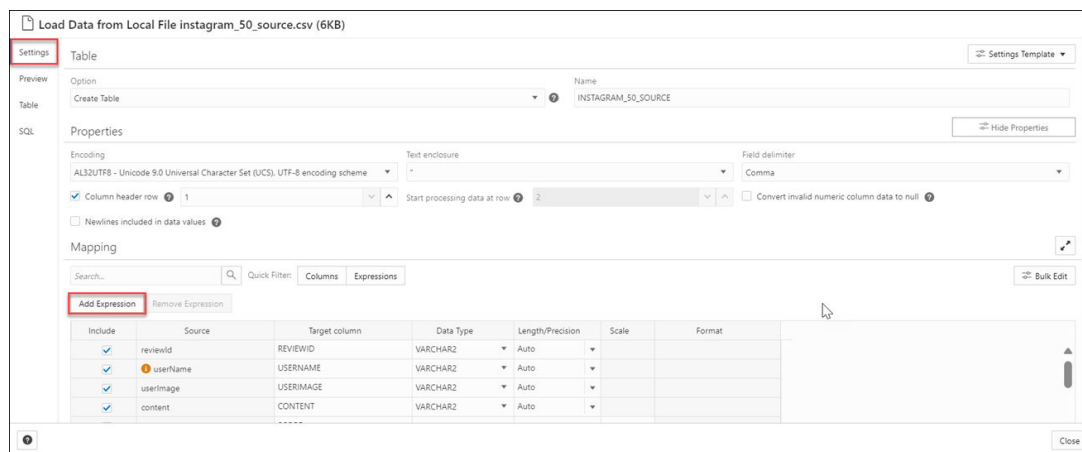 Load Data from Local File instagram_50_source.csv (6KB)
Settings
Preview
Table
SQL
Table
Settings Template
Option
Name
Create Table
INSTAGRAM_50_SOURCE
Properties
Hide Properties
Encoding
Text enclosure
Field delimiter
AL32UTF8 - Unicode 9.0 Universal Character Set (UCS), UTF-8 encoding scheme
"
Comma
Column header row
1
Start processing data at row
2
Convert invalid numeric column data to null
Newlines included in data values
Mapping
Search...
Quick Filter:
Columns
Expressions
Bulk Edit
Add Expression
Remove Expression
Include Source Target column Data Type Length/Precision Scale Format
reviewId REVIEWID VARCHAR2 Auto
userName USERNAME VARCHAR2 Auto
userImage USERIMAGE VARCHAR2 Auto
content CONTENT VARCHAR2 Auto
Close